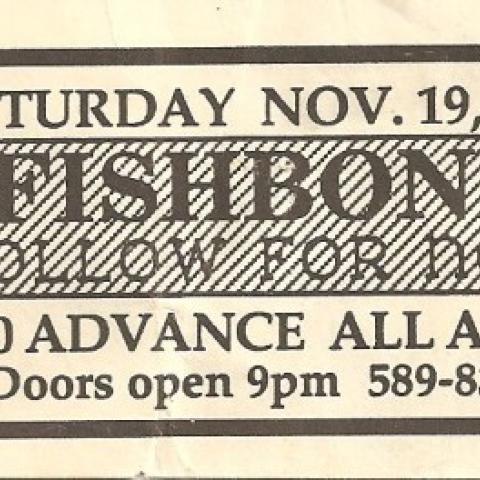 TURDAY NOV. 19,
FISHBON
OLLOW FOR N
0 ADVANCE ALL A
Doors open 9pm 589-8